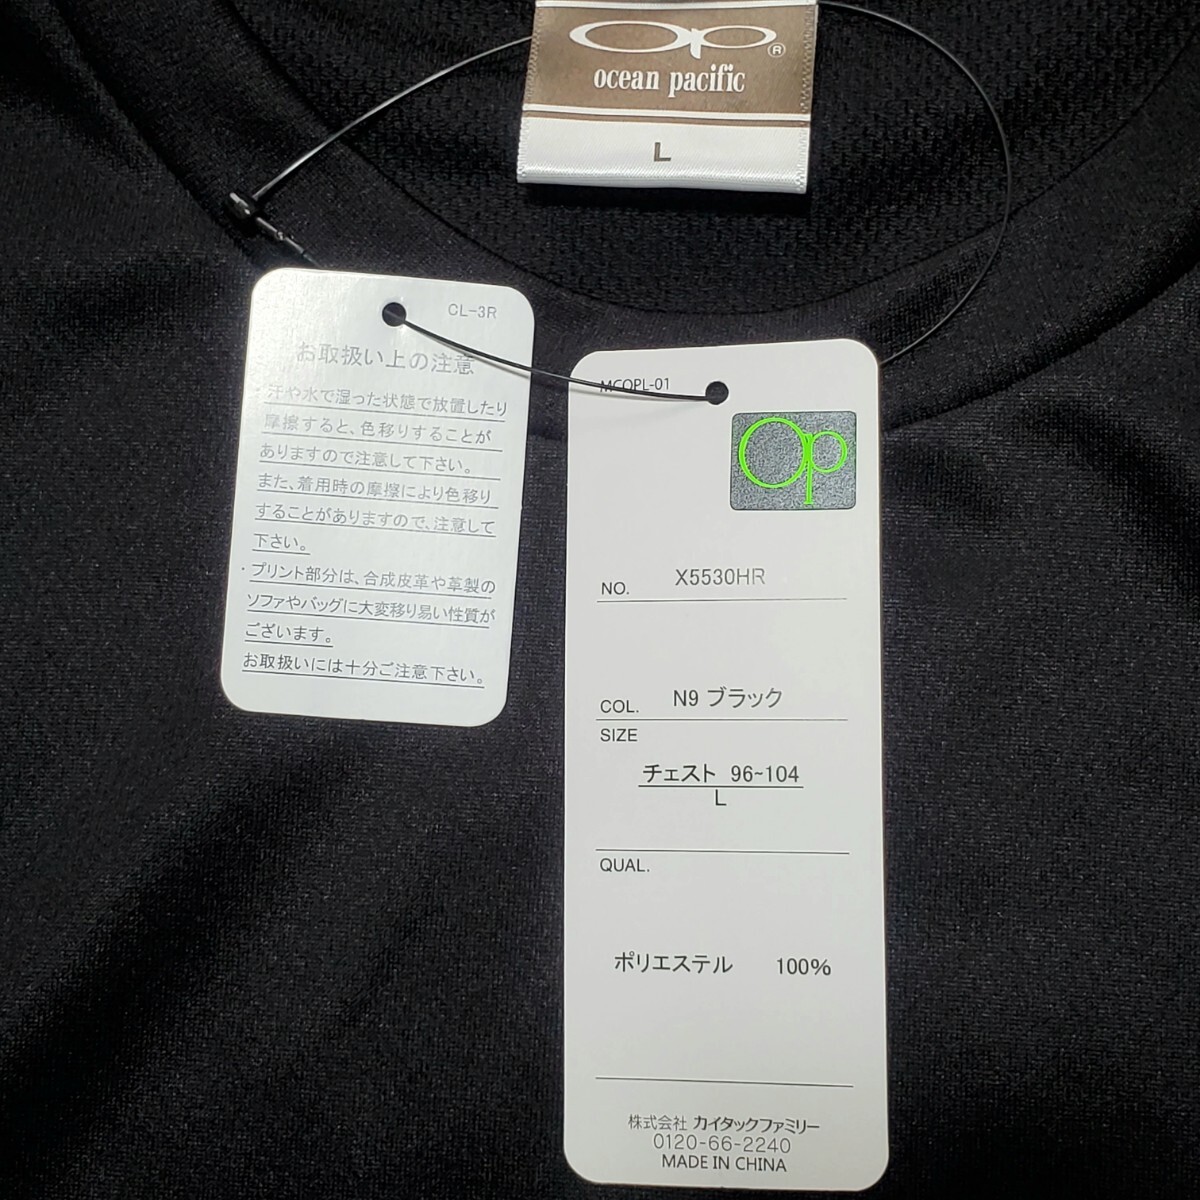 Op®
ocean pacific
L
CL-3R
お取扱い上の注意
・汗や水で湿った状態で放置したり
摩擦すると、色移りすることが
ありますので注意して下さい。
また、着用時の摩擦により色移り
することがありますので、注意して
下さい。
・プリント部分は、合成皮革や革製の
ソファやバッグに大変移り易い性質が
ございます。
お取扱いには十分ご注意下さい。
MCOPL-01
Op
NO. X5530HR
COL. N9 ブラック
SIZE
チェスト 96~104
L
QUAL.
ポリエステル 100%
株式会社 カイタックファミリー
0120-66-2240
MADE IN CHINA